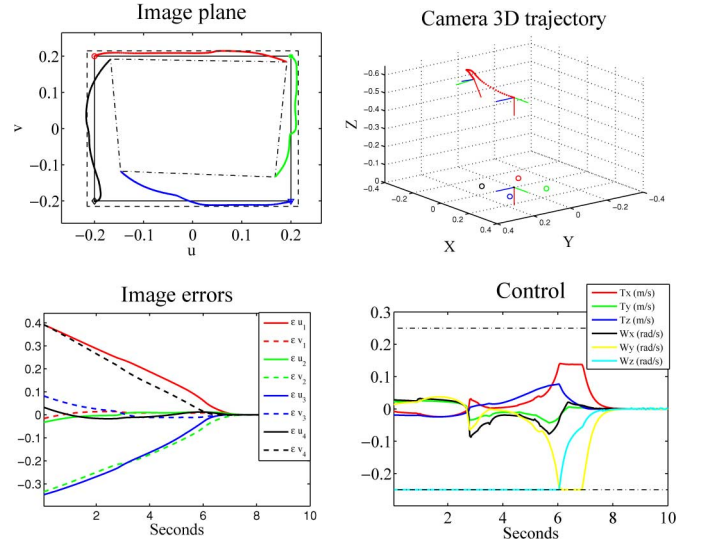 Image plane
0.2
0.1
0
-0.1
-0.2
v
-0.2
-0.1
0
0.1
0.2
u
Camera 3D trajectory
-0.6
-0.5
-0.4
-0.3
-0.2
-0.1
0
Z
-0.4
-0.2
0
0.2
0.4
X
0.4
0.2
0
-0.2
-0.4
Y
Image errors
0.4
0.3
0.2
0.1
0
-0.1
-0.2
-0.3
2
4
6
8
10
Seconds
ε u1
ε v1
ε u2
ε v2
ε u3
ε v3
ε u4
ε v4
Control
0.3
0.2
0.1
0
-0.1
-0.2
0
2
4
6
8
10
Seconds
Tx (m/s)
Ty (m/s)
Tz (m/s)
Wx (rad/s)
Wy (rad/s)
Wz (rad/s)